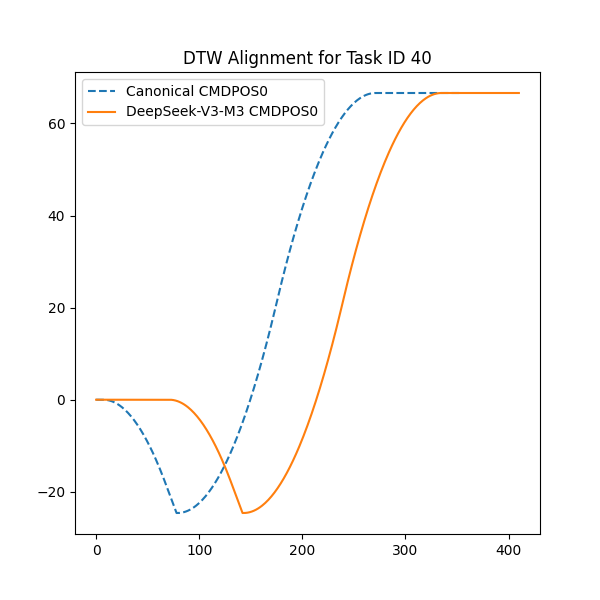 DTW Alignment for Task ID 40
Canonical CMDPOS0
DeepSeek-V3-M3 CMDPOS0
60
40
20
0
−20
0 100 200 300 400